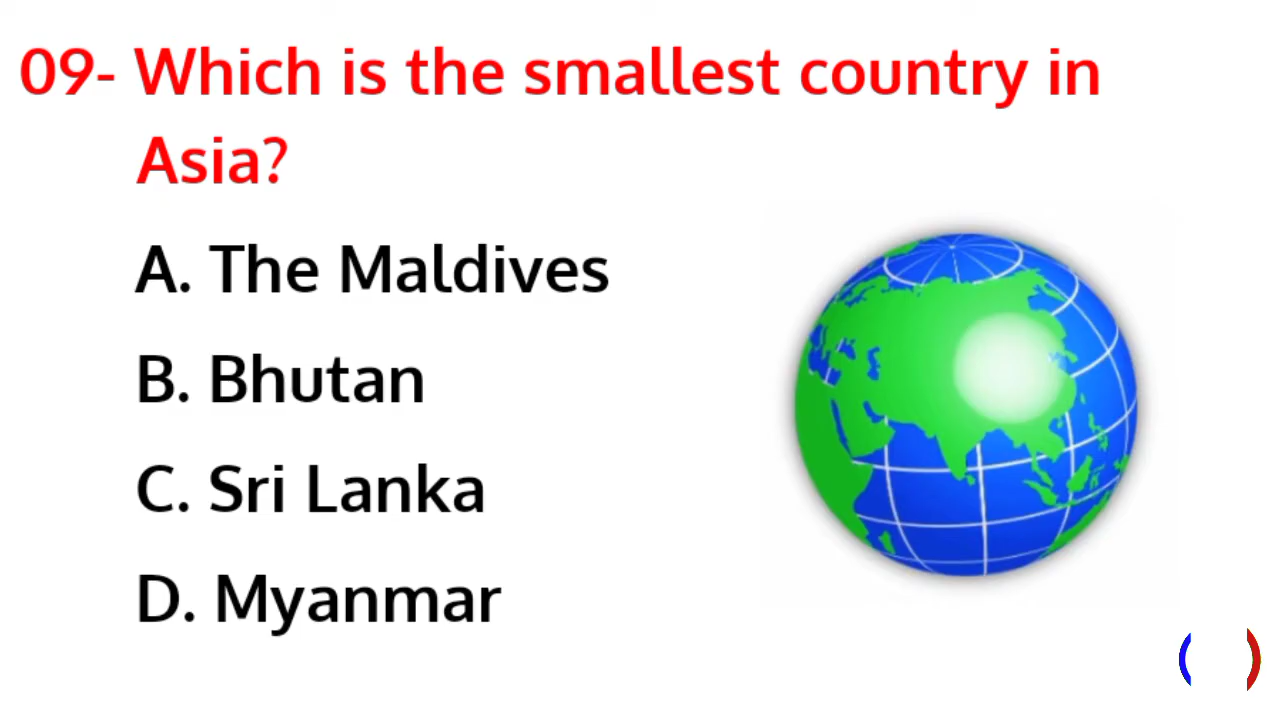 09- Which is the smallest country in
Asia?
A. The Maldives
B. Bhutan
C. Sri Lanka
D. Myanmar